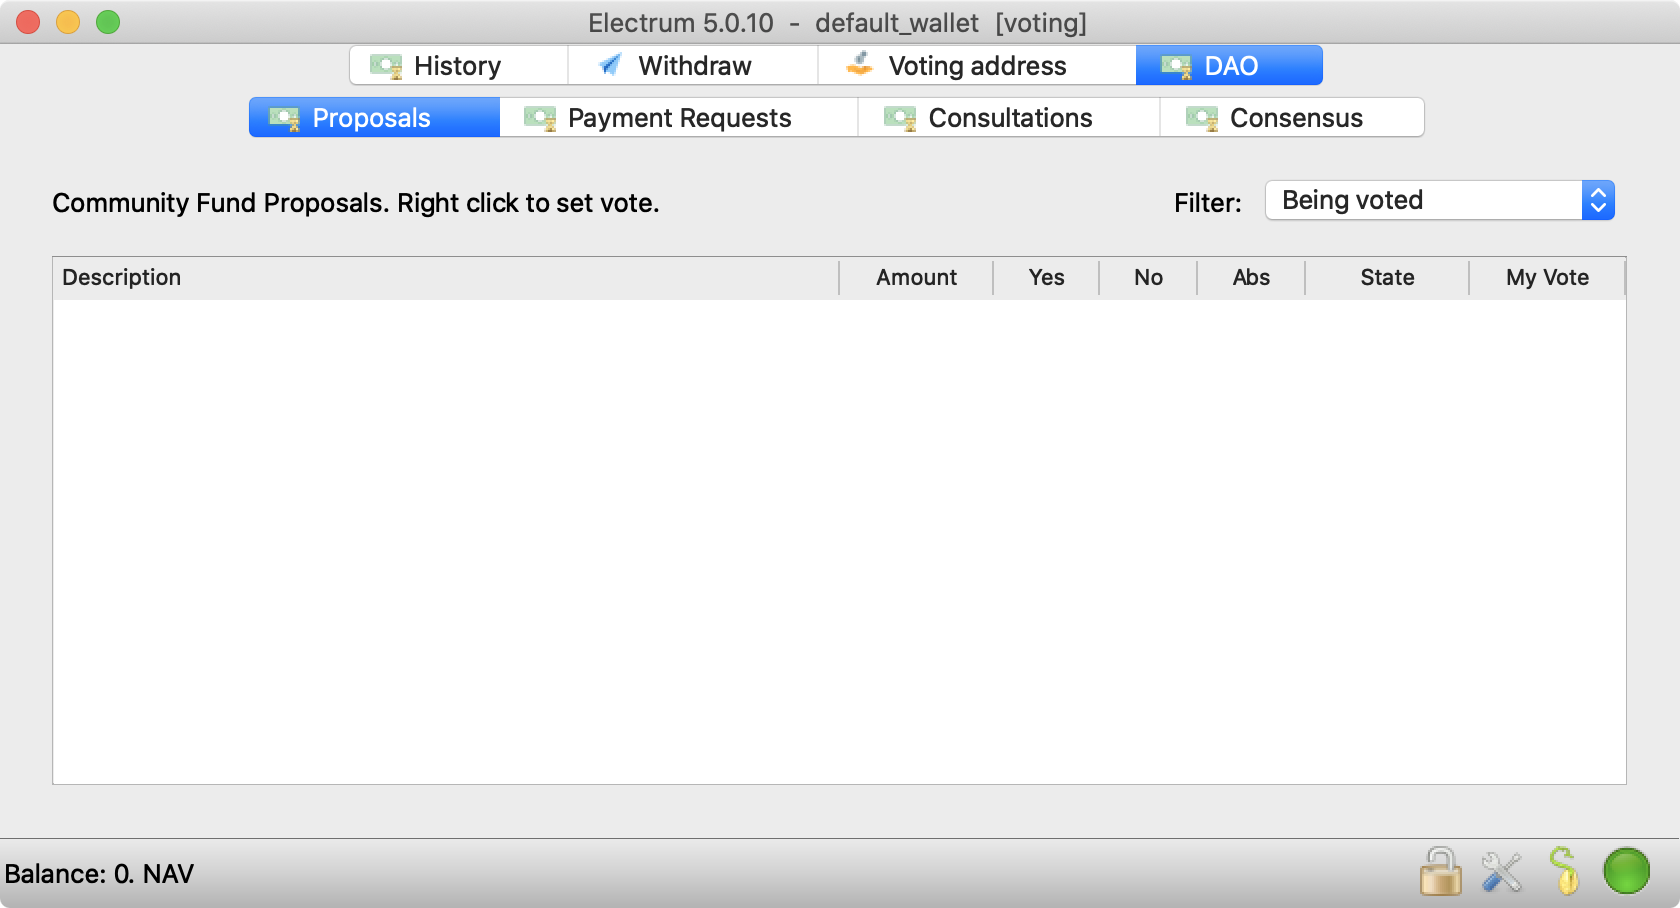 Electrum 5.0.10 - default_wallet [voting]
History Withdraw Voting address DAO
Proposals Payment Requests Consultations Consensus
Community Fund Proposals. Right click to set vote. Filter: Being voted
Description Amount Yes No Abs State My Vote
Balance: 0. NAV